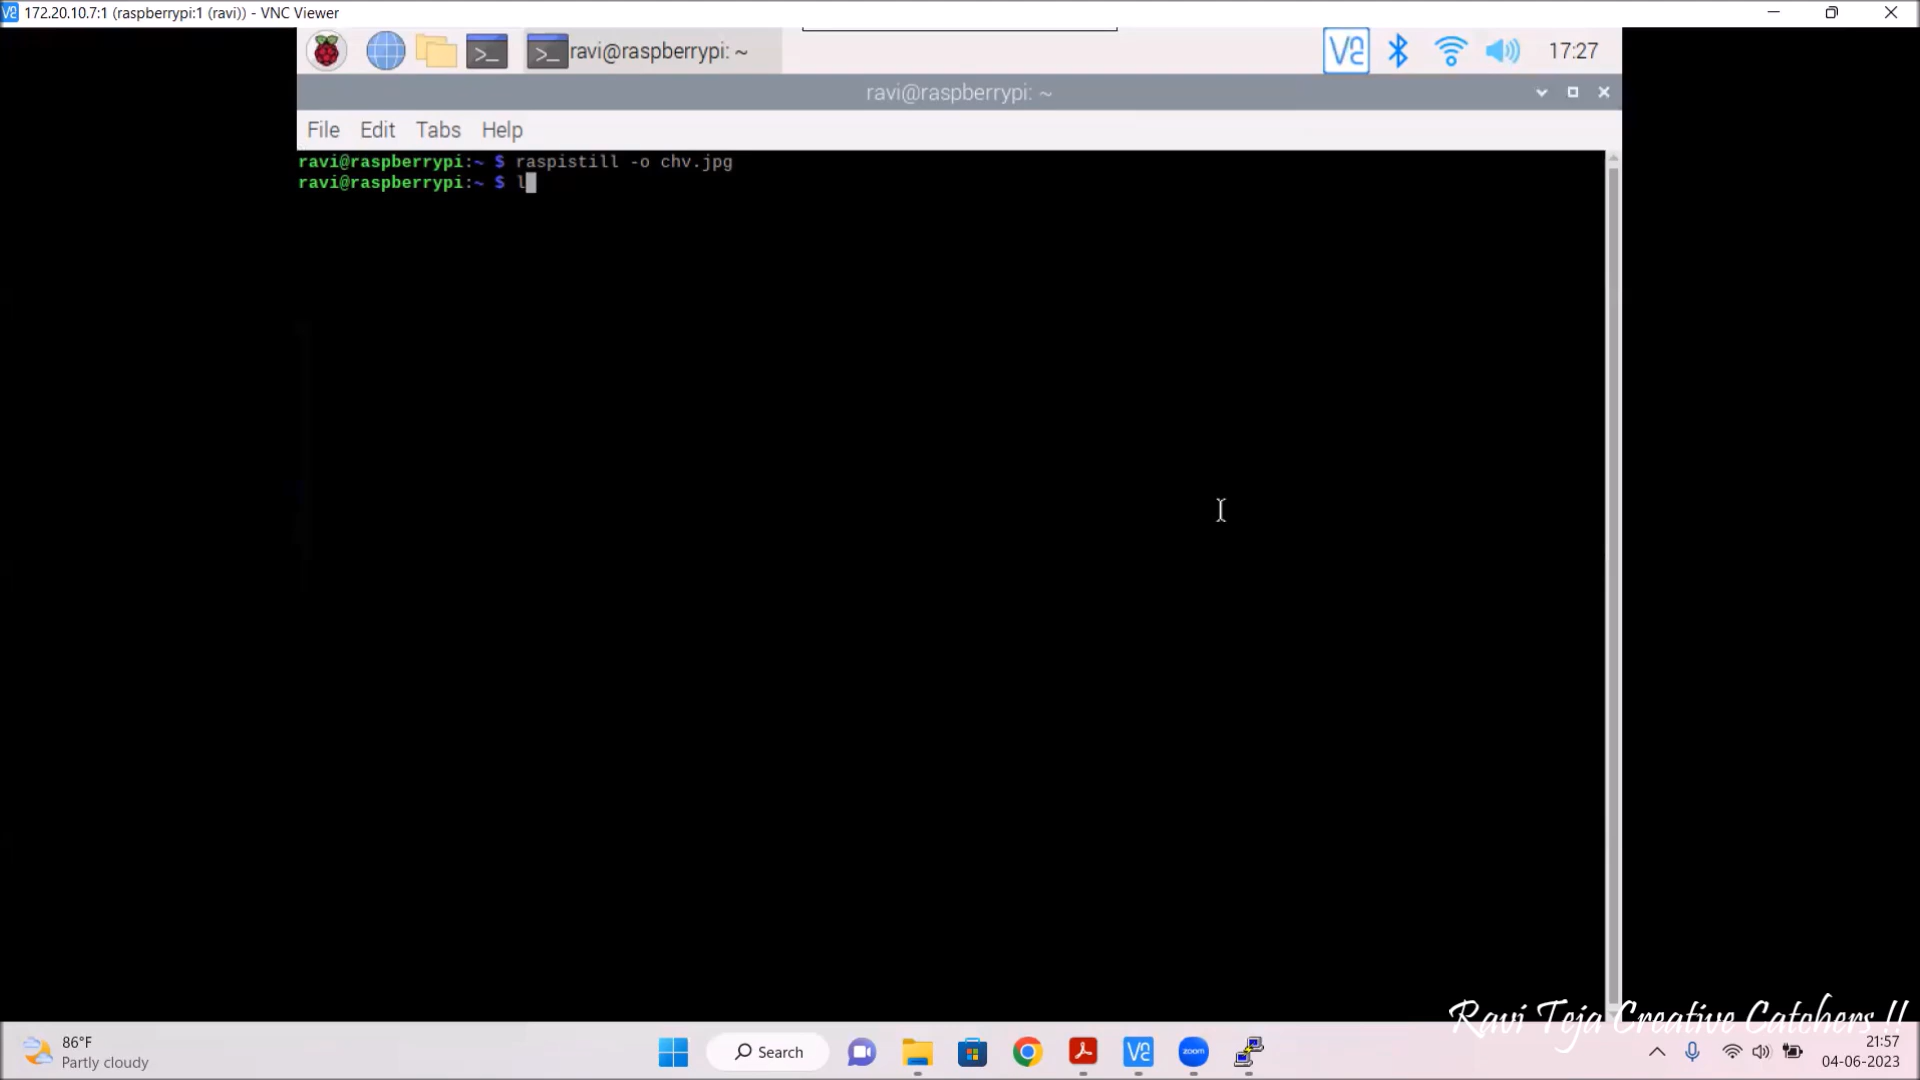 172.20.10.7:1 (raspberrypi:1 (ravi)) - VNC Viewer
ravi@raspberrypi: ~
17:27
ravi@raspberrypi: ~
File Edit Tabs Help
ravi@raspberrypi:~ $ raspistill -o chv.jpg
ravi@raspberrypi:~ $ l
Ravi Teja Creative Catchers !!
86°F
Partly cloudy
Search
zoom
21:57
04-06-2023